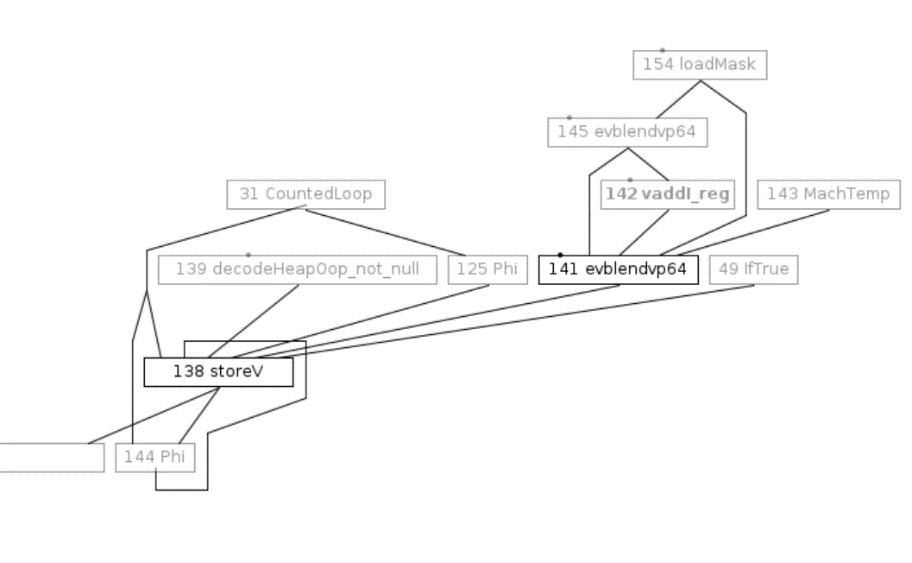 154 loadMask
145 evblendvp64
31 CountedLoop
142 vaddI_reg
143 MachTemp
139 decodeHeapOop_not_null
125 Phi
141 evblendvp64
49 IfTrue
138 storeV
144 Phi